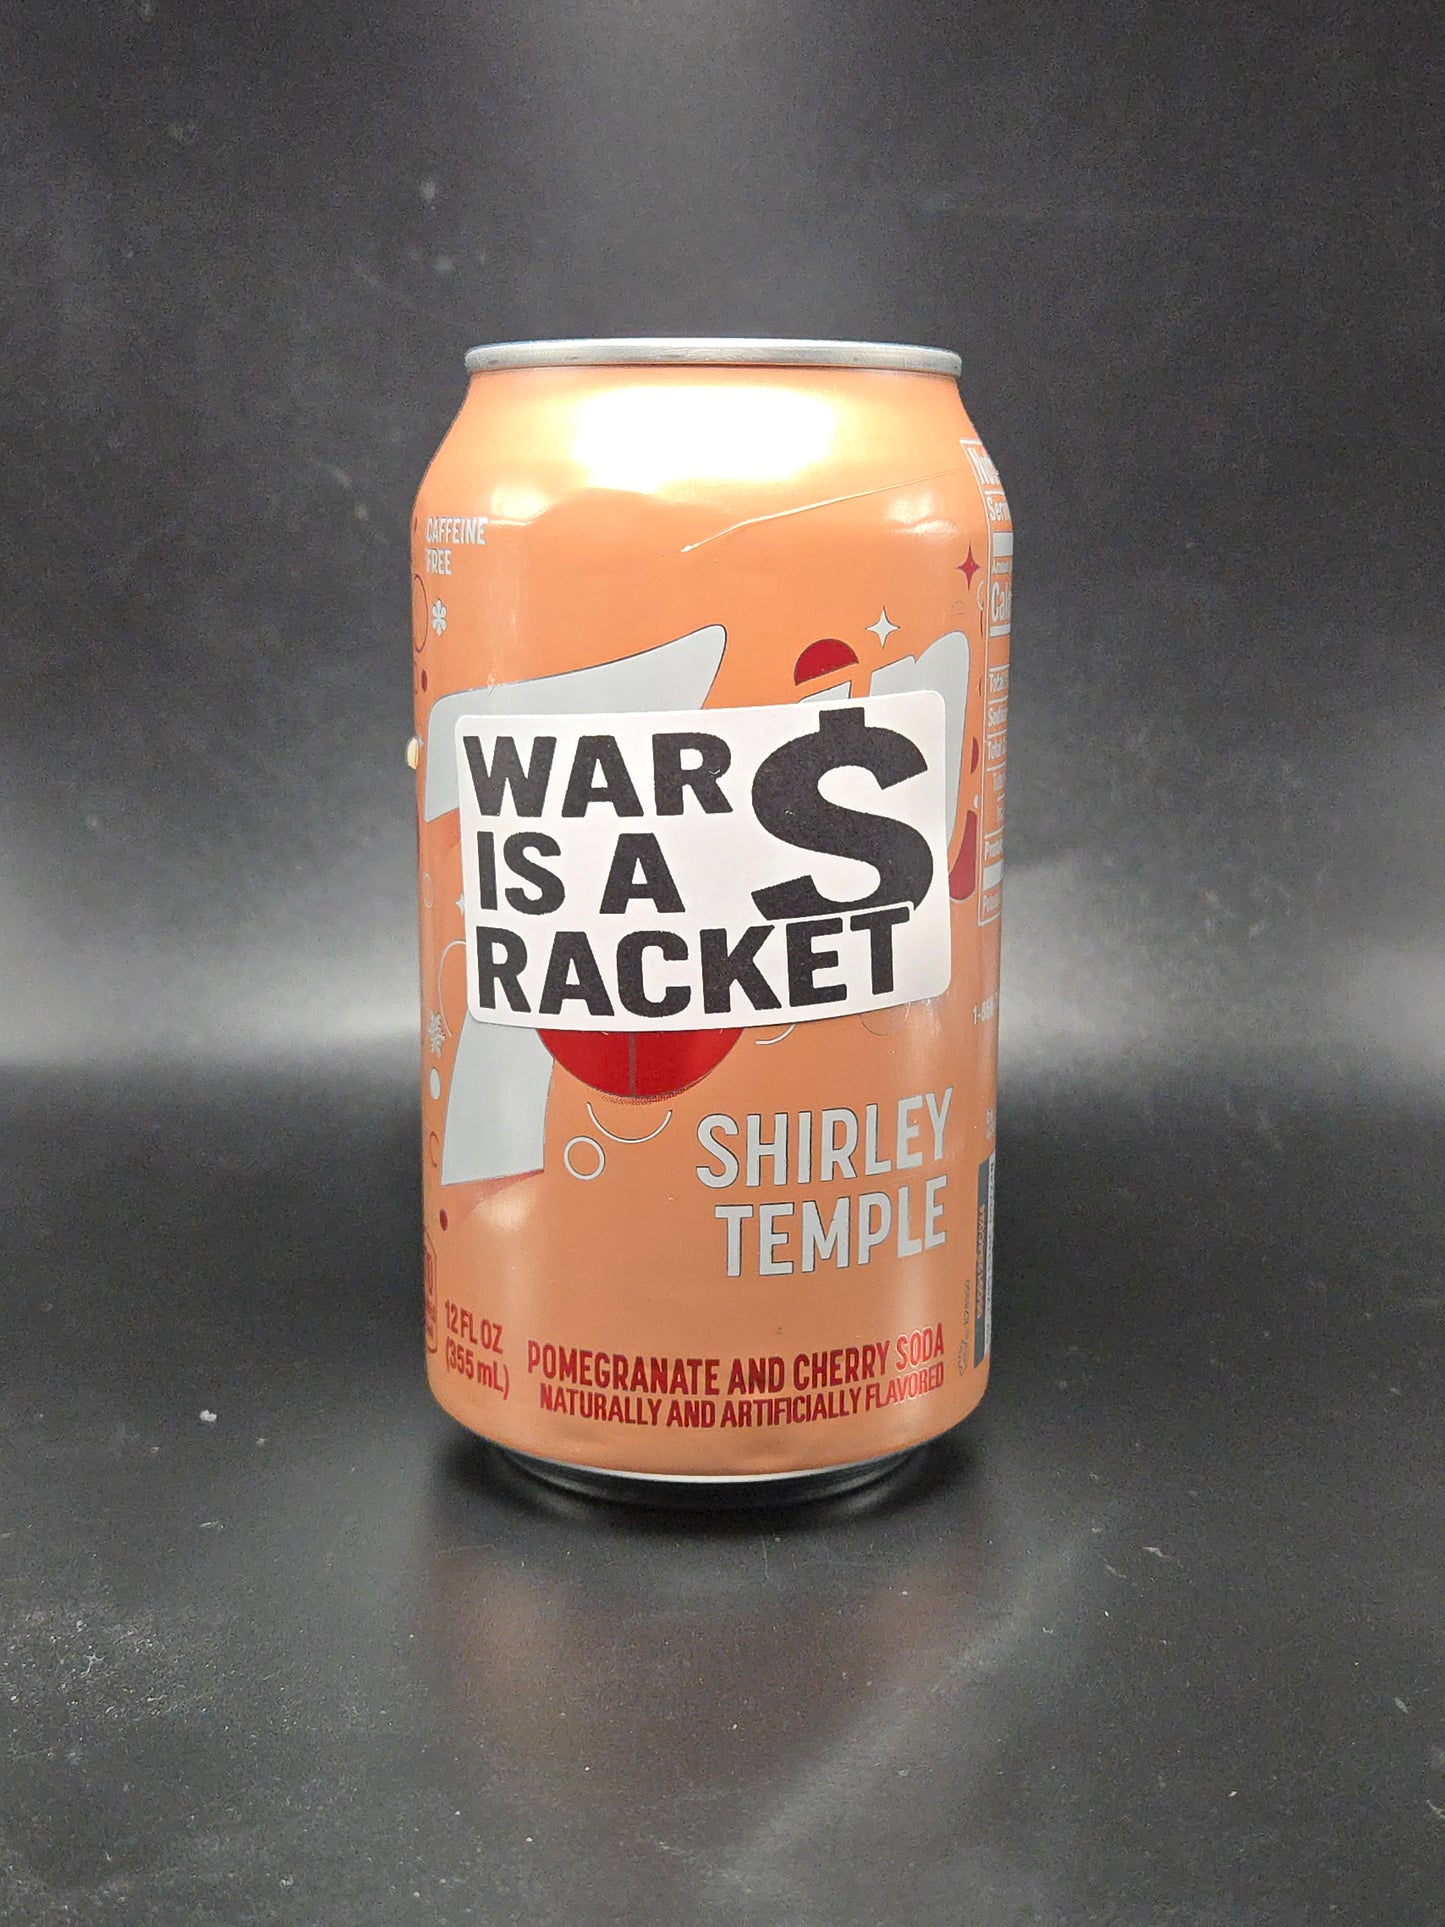 CAFFEINE
FREE
7
WAR $
IS A
RACKET
SHIRLEY
TEMPLE
12 FL OZ
(355 mL)
POMEGRANATE AND CHERRY SODA
NATURALLY AND ARTIFICIALLY FLAVORED